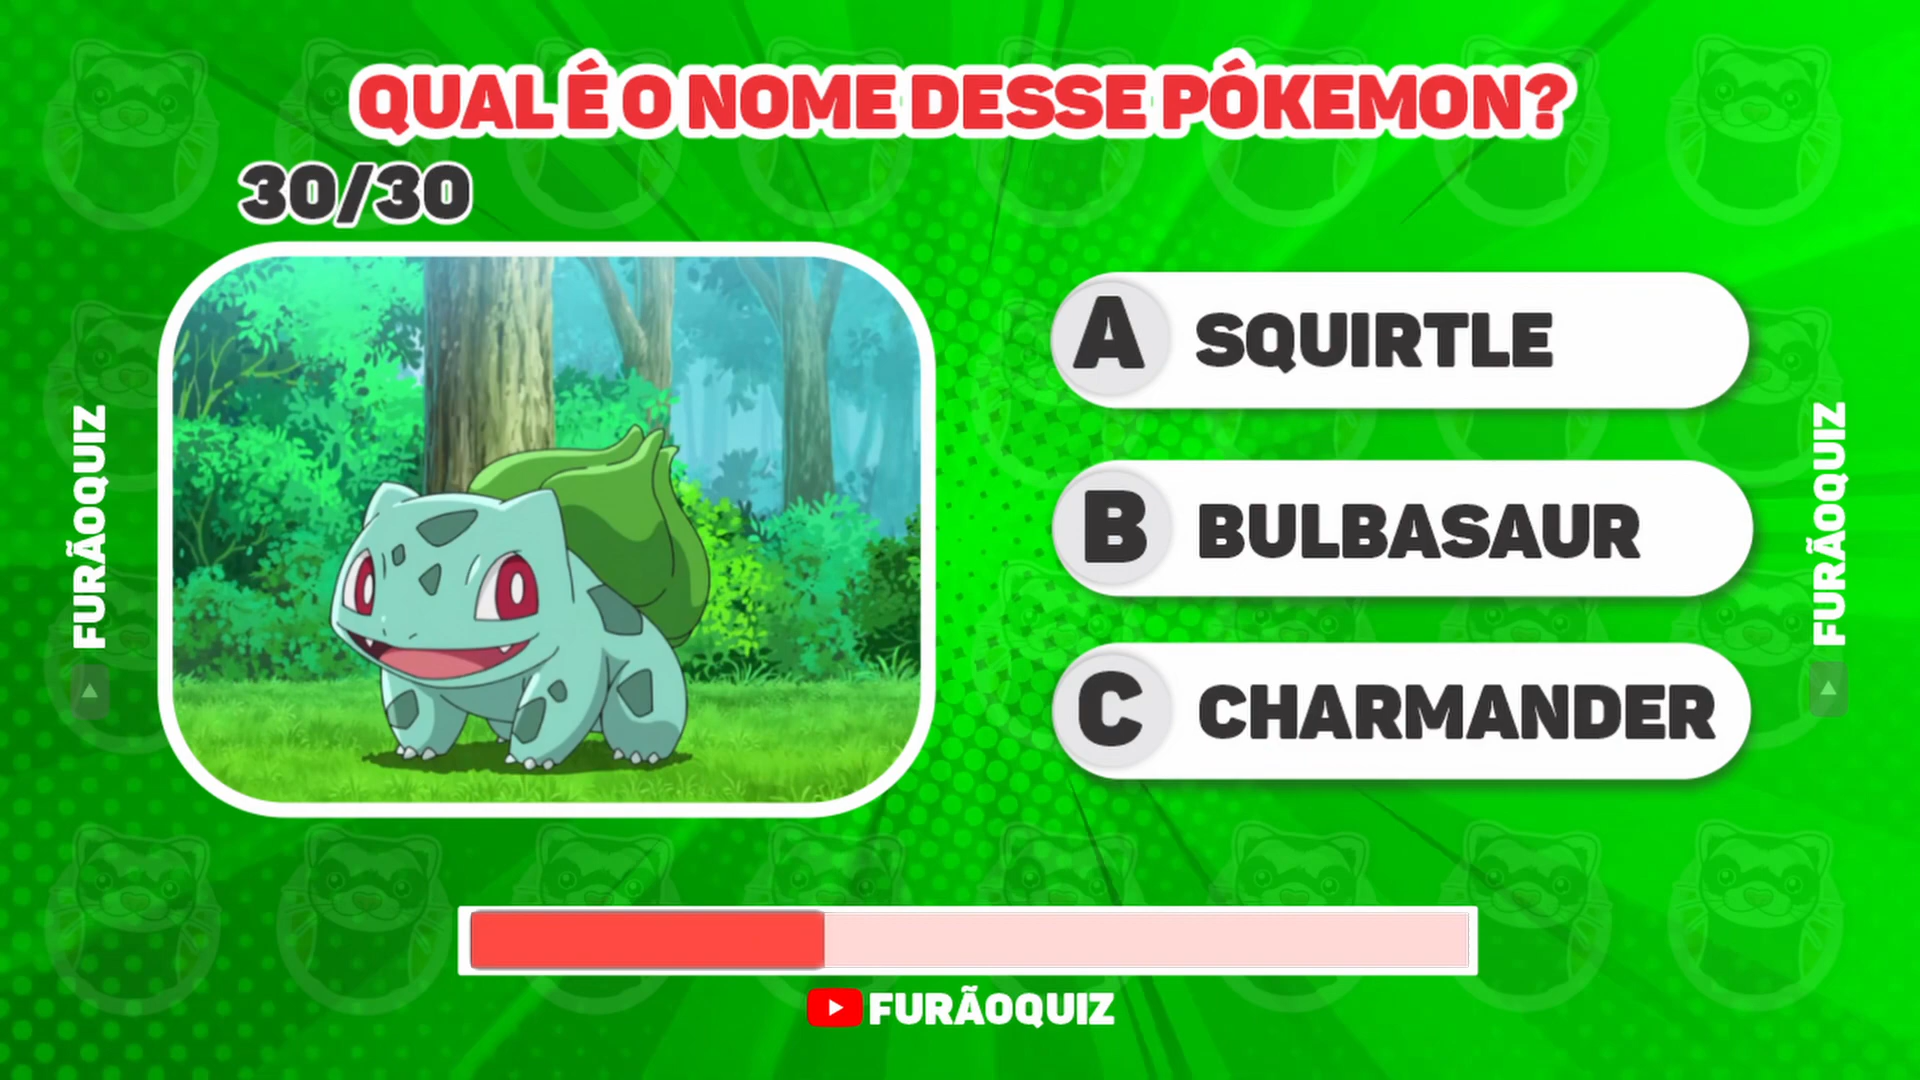 QUAL É O NOME DESSE PÓKEMON?
30/30
A SQUIRTLE
B BULBASAUR
C CHARMANDER
FURÃOQUIZ
FURÃOQUIZ
FURÃOQUIZ